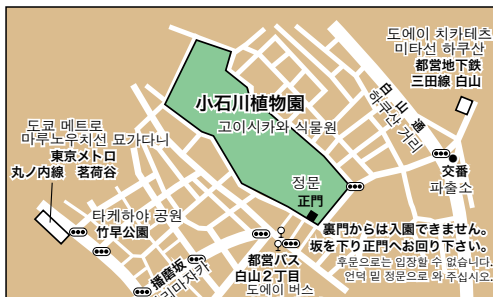 도에이 치카테츠
미타선 하쿠산
都営地下鉄
三田線 白山
白山通
하쿠산 거리
小石川植物園
고이시카와 식물원
도쿄 메트로
마루노우치선 묘가다니
東京メトロ
丸ノ内線 茗荷谷
交番
파출소
정문
正門
타케하야 공원
竹早公園
裏門からは入園できません。
坂を下り正門へお回り下さい。
후문으로는 입장할 수 없습니다.
언덕 밑 정문으로 와 주십시오.
播磨坂
리마자카
都営バス
白山2丁目
도에이 버스